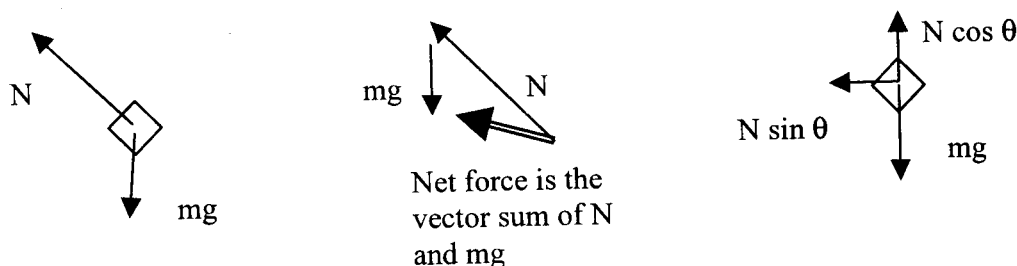 N
mg
mg
N
Net force is the
vector sum of N
and mg
N cos θ
N sin θ
mg